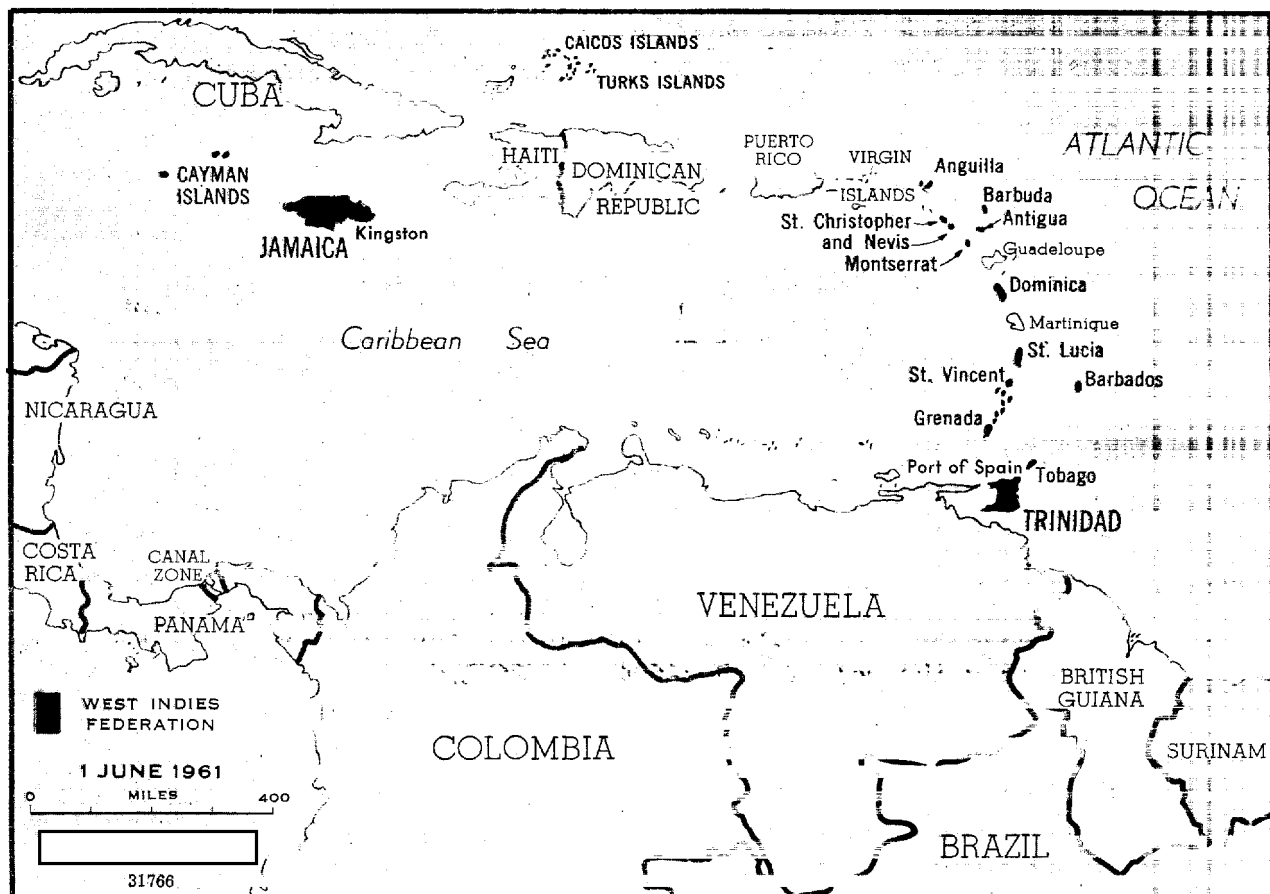 CAICOS ISLANDS
TURKS ISLANDS
CUBA
ATLANTIC
OCEAN
HAITI
DOMINICAN
REPUBLIC
PUERTO
RICO
VIRGIN
ISLANDS
Anguilla
CAYMAN
ISLANDS
Barbuda
St. Christopher
and Nevis
Antigua
Kingston
JAMAICA
Montserrat
Guadeloupe
Dominica
Caribbean Sea
Martinique
St. Lucia
St. Vincent
Barbados
NICARAGUA
Grenada
Port of Spain
Tobago
TRINIDAD
COSTA
RICA
CANAL
ZONE
PANAMA
VENEZUELA
BRITISH
GUIANA
WEST INDIES
FEDERATION
COLOMBIA
SURINAM
1 JUNE 1961
MILES
0 400
BRAZIL
31766